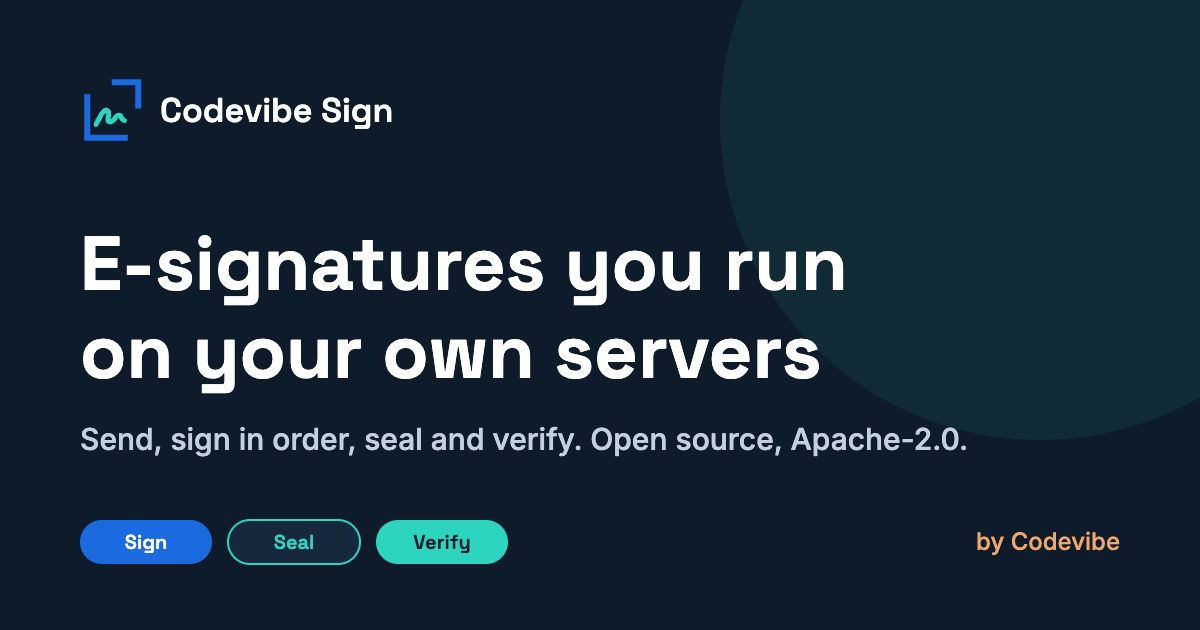 Codevibe Sign
E-signatures you run
on your own servers
Send, sign in order, seal and verify. Open source, Apache-2.0.
Sign
Seal
Verify
by Codevibe